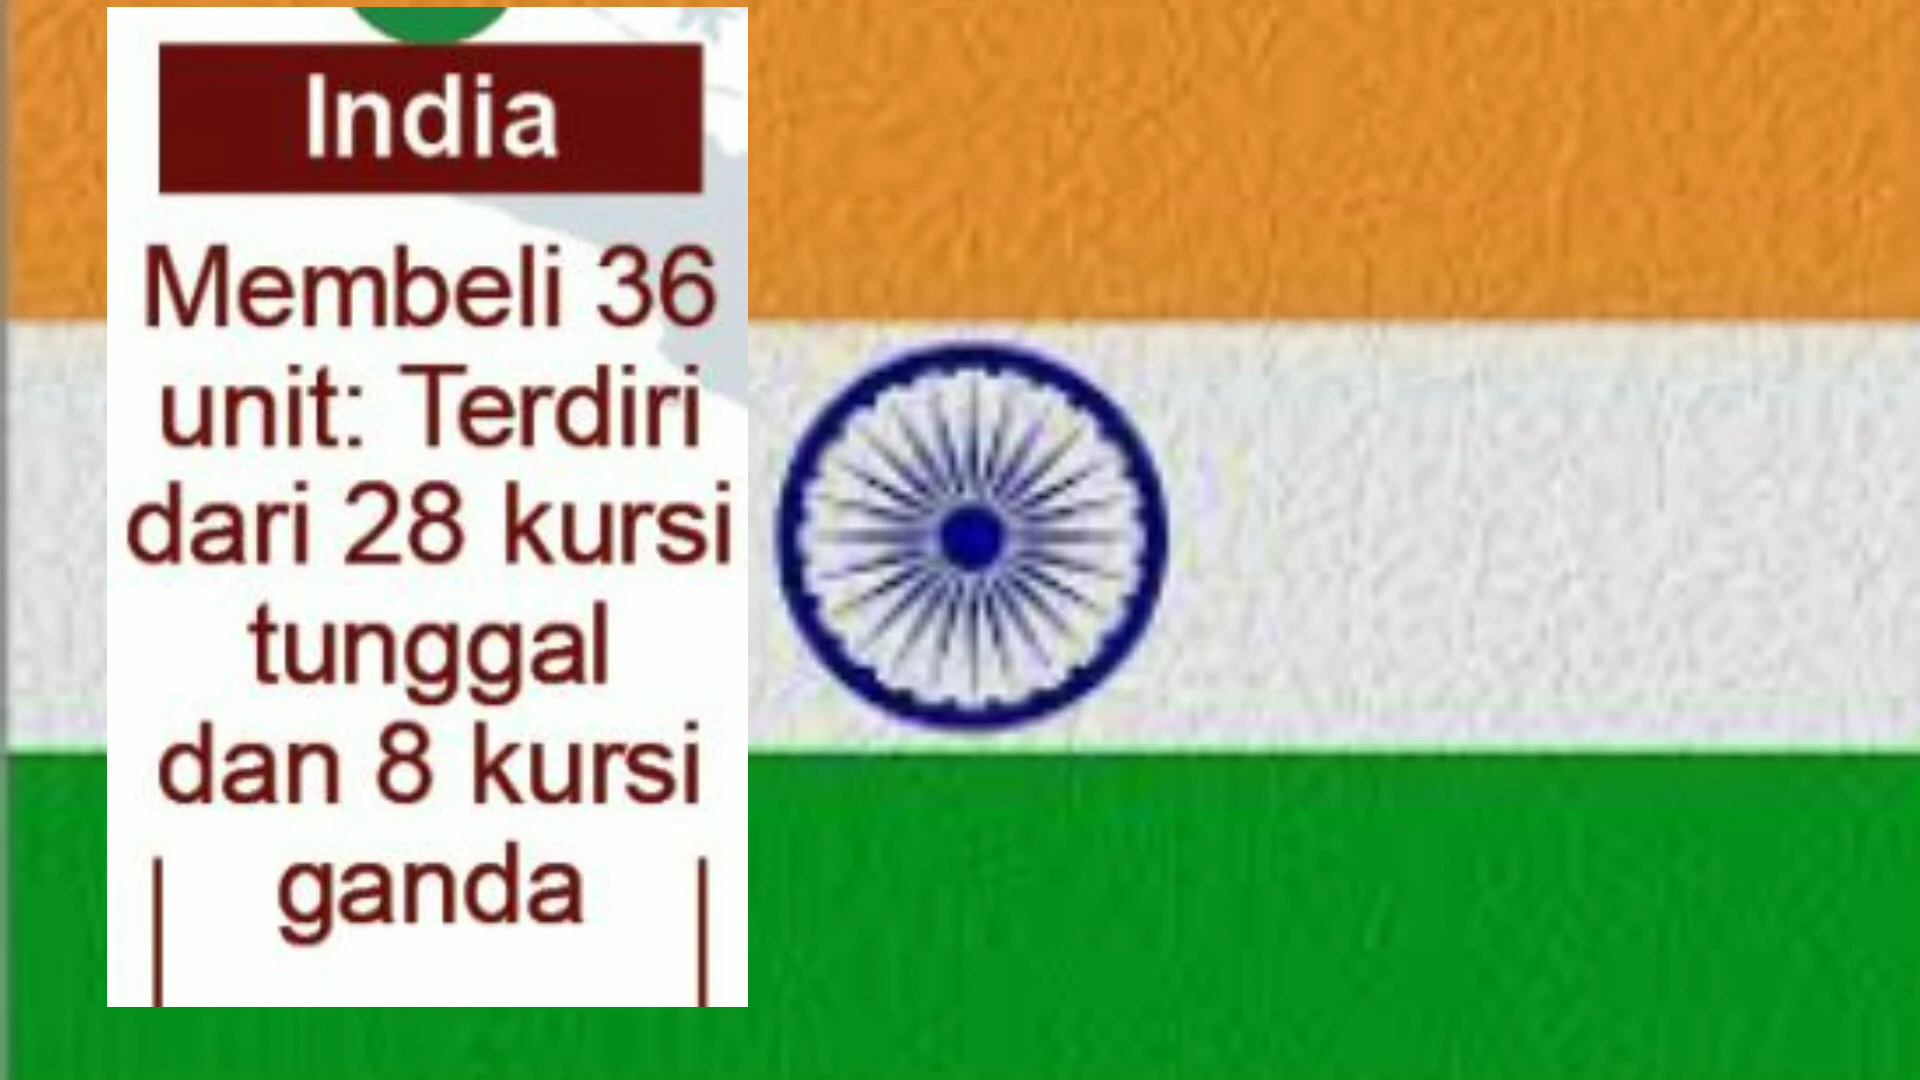 India
Membeli 36
unit: Terdiri
dari 28 kursi
tunggal
dan 8 kursi
ganda